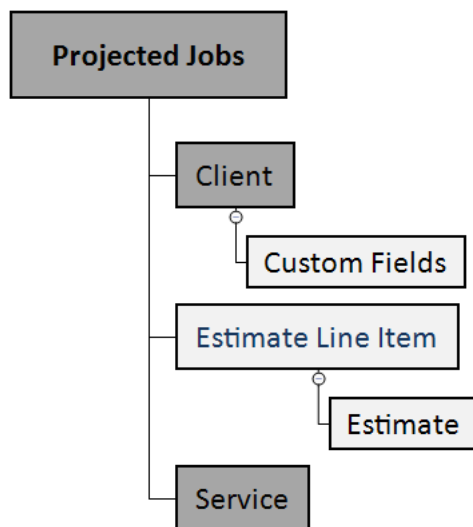 Projected Jobs
Client
Custom Fields
Estimate Line Item
Estimate
Service